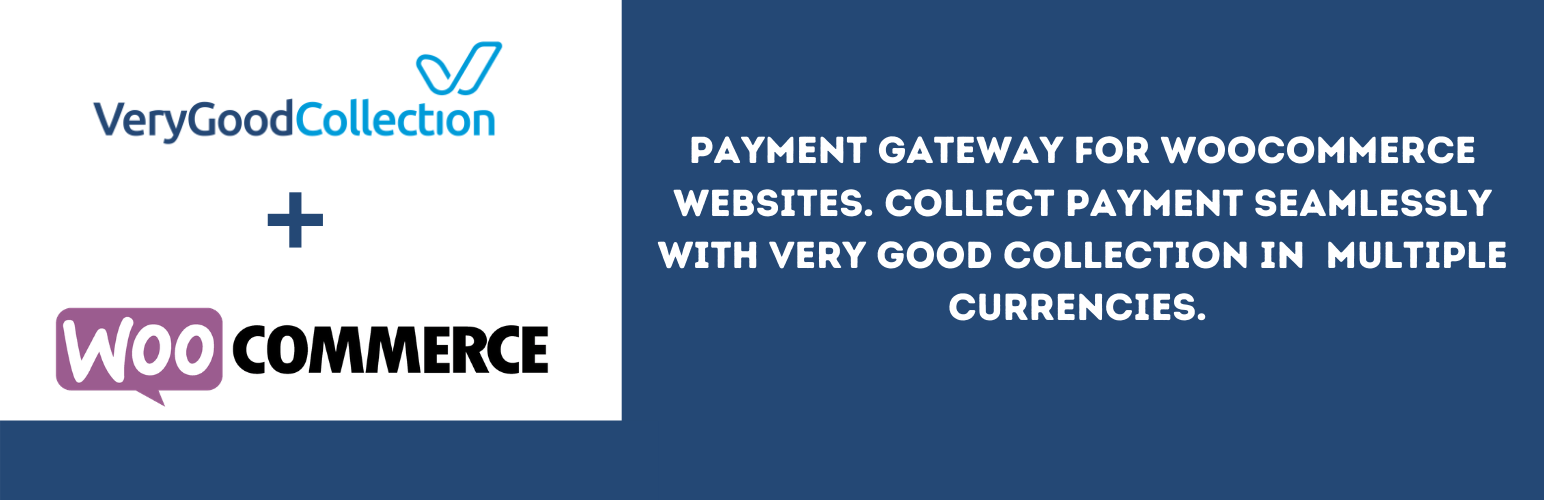 VeryGoodCollection
+
WOO COMMERCE
PAYMENT GATEWAY FOR WOOCOMMERCE
WEBSITES. COLLECT PAYMENT SEAMLESSLY
WITH VERY GOOD COLLECTION IN  MULTIPLE
CURRENCIES.